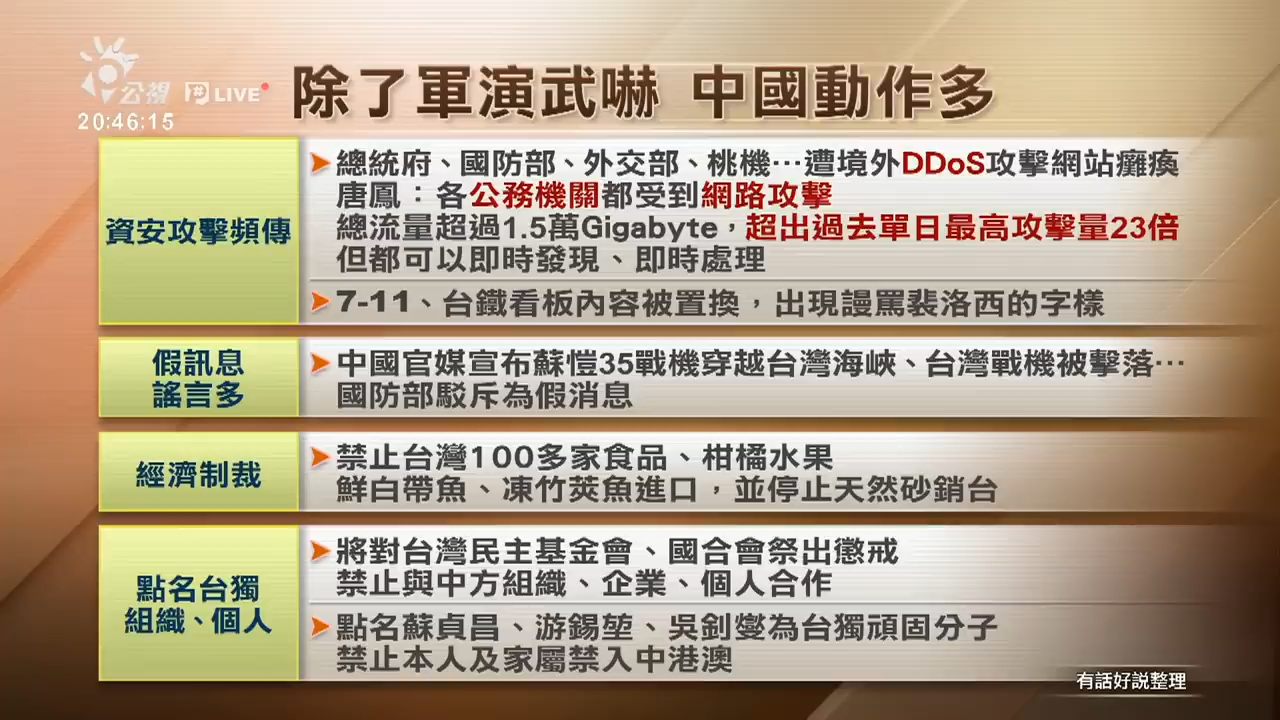 公視
LIVE
20:46:15
除了軍演武嚇 中國動作多
資安攻擊頻傳
總統府、國防部、外交部、桃機…遭境外DDoS攻擊網站癱瘓
唐鳳：各公務機關都受到網路攻擊
總流量超過1.5萬Gigabyte，超出過去單日最高攻擊量23倍
但都可以即時發現、即時處理
7-11、台鐵看板內容被置換，出現謾罵裴洛西的字樣
假訊息
謠言多
中國官媒宣布蘇愷35戰機穿越台灣海峽、台灣戰機被擊落…
國防部駁斥為假消息
經濟制裁
禁止台灣100多家食品、柑橘水果
鮮白帶魚、凍竹莢魚進口，並停止天然砂銷台
點名台獨
組織、個人
將對台灣民主基金會、國合會祭出懲戒
禁止與中方組織、企業、個人合作
點名蘇貞昌、游錫堃、吳釗燮為台獨頑固分子
禁止本人及家屬禁入中港澳
有話好説整理